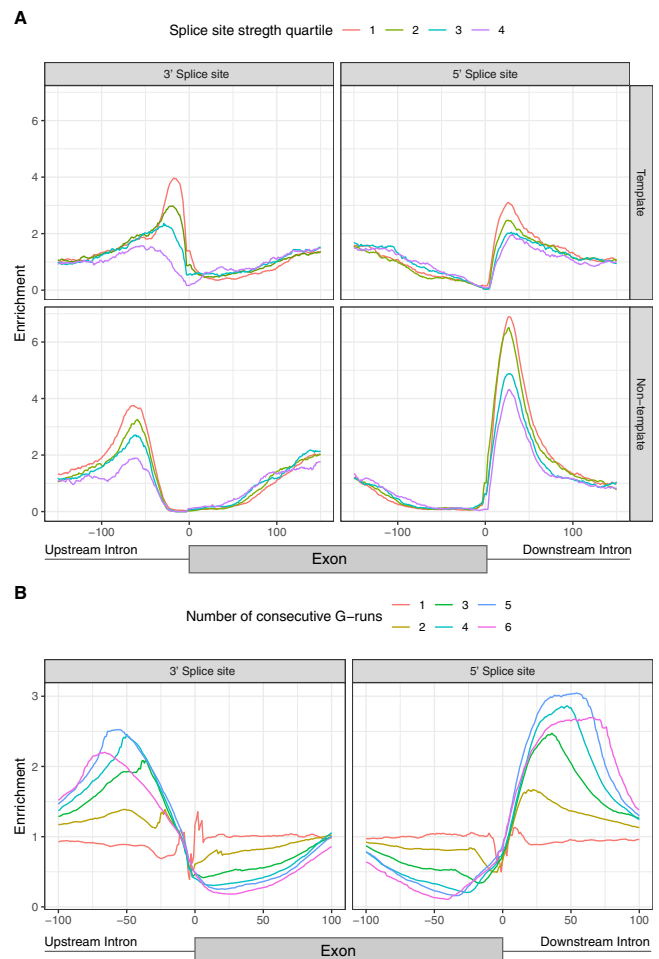 A
Splice site stregth quartile 1 2 3 4
3' Splice site 5' Splice site
6
4
2
0
Template
Enrrichment
6
4
2
0
Non-template
−100 0 100 −100 0 100
Upstream Intron Exon Downstream Intron
B
Number of consecutive G−runs 1 3 5
2 4 6
3' Splice site 5' Splice site
3
2
1
0
Enrrichment
−100 −50 0 50 100 −100 −50 0 50 100
Upstream Intron Exon Downstream Intron